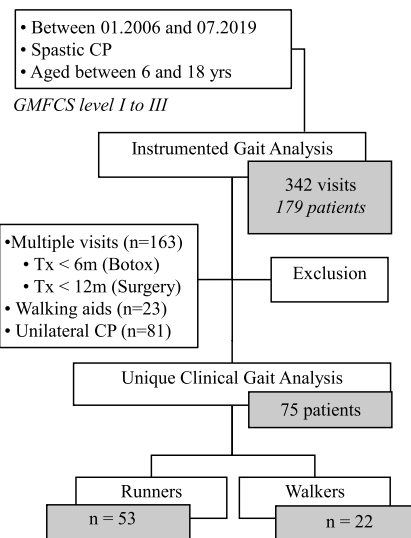 • Between 01.2006 and 07.2019
• Spastic CP
• Aged between 6 and 18 yrs
GMFCS level I to III
Instrumented Gait Analysis
342 visits
179 patients
•Multiple visits (n=163)
• Tx < 6m (Botox)
• Tx < 12m (Surgery)
• Walking aids (n=23)
• Unilateral CP (n=81)
Exclusion
Unique Clinical Gait Analysis
75 patients
Runners
n = 53
Walkers
n = 22